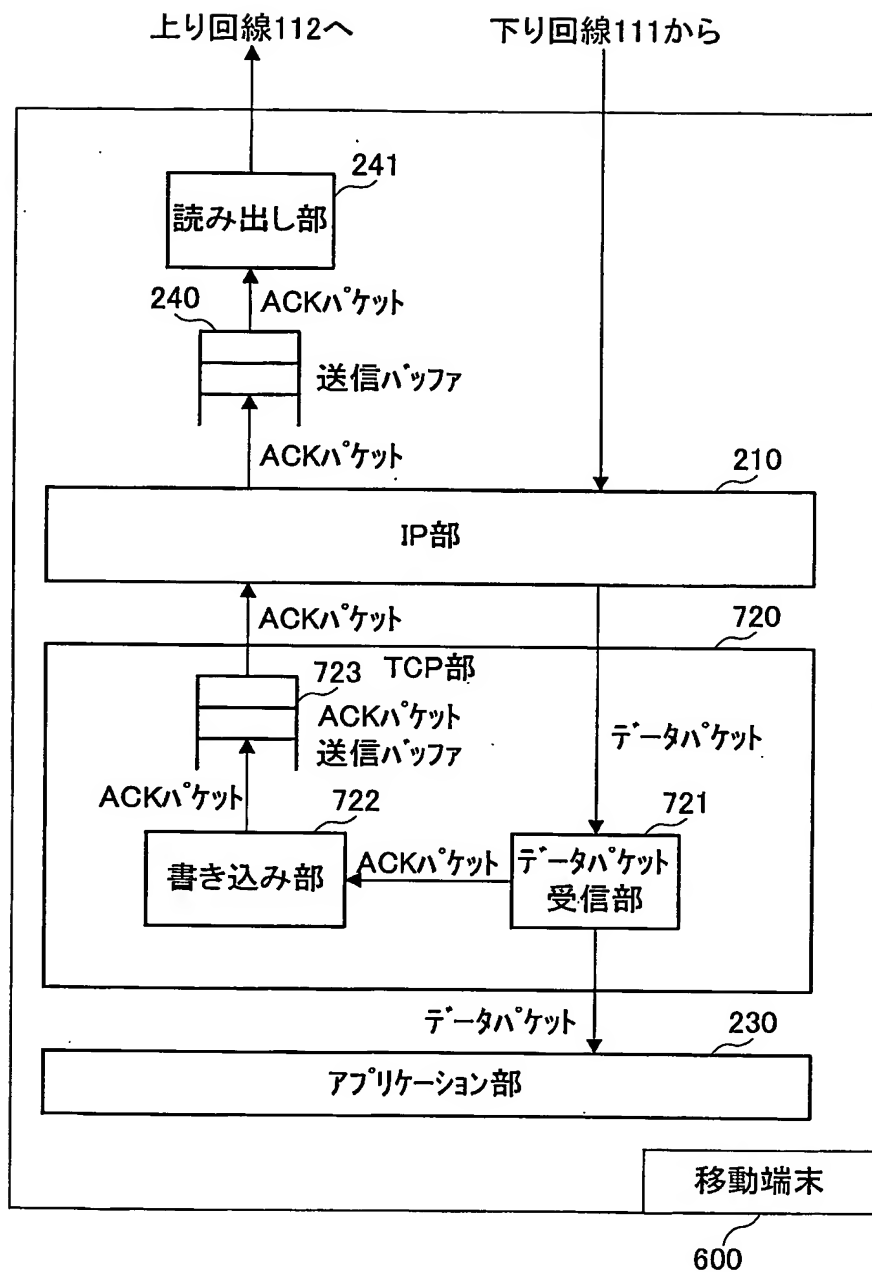 上り回線112へ
下り回線111から
241
読み出し部
ACKパケット
240
送信バッファ
ACKパケット
210
IP部
ACKパケット
720
TCP部
723
ACKパケット
送信バッファ
データパケット
ACKパケット
722
721
書き込み部
ACKパケット
データパケット
受信部
データパケット
230
アプリケーション部
移動端末
600